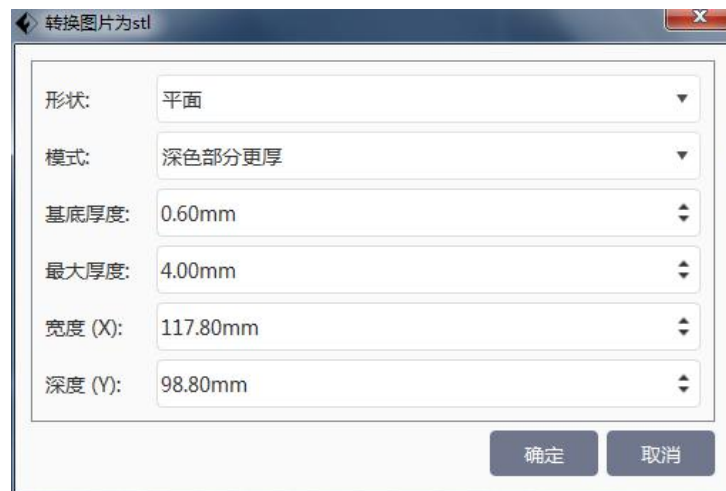 转换图片为stl
形状: 平面
模式: 深色部分更厚
基底厚度: 0.60mm
最大厚度: 4.00mm
宽度 (X): 117.80mm
深度 (Y): 98.80mm
确定 取消